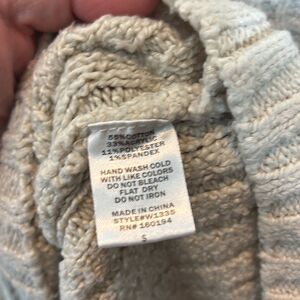 55%COTTON
33%ACRYLIC
11%POLYESTER
1%SPANDEX
HAND WASH COLD
WITH LIKE COLORS
DO NOT BLEACH
FLAT DRY
DO NOT IRON
MADE IN CHINA
STYLE#W1335
RN# 160194
S